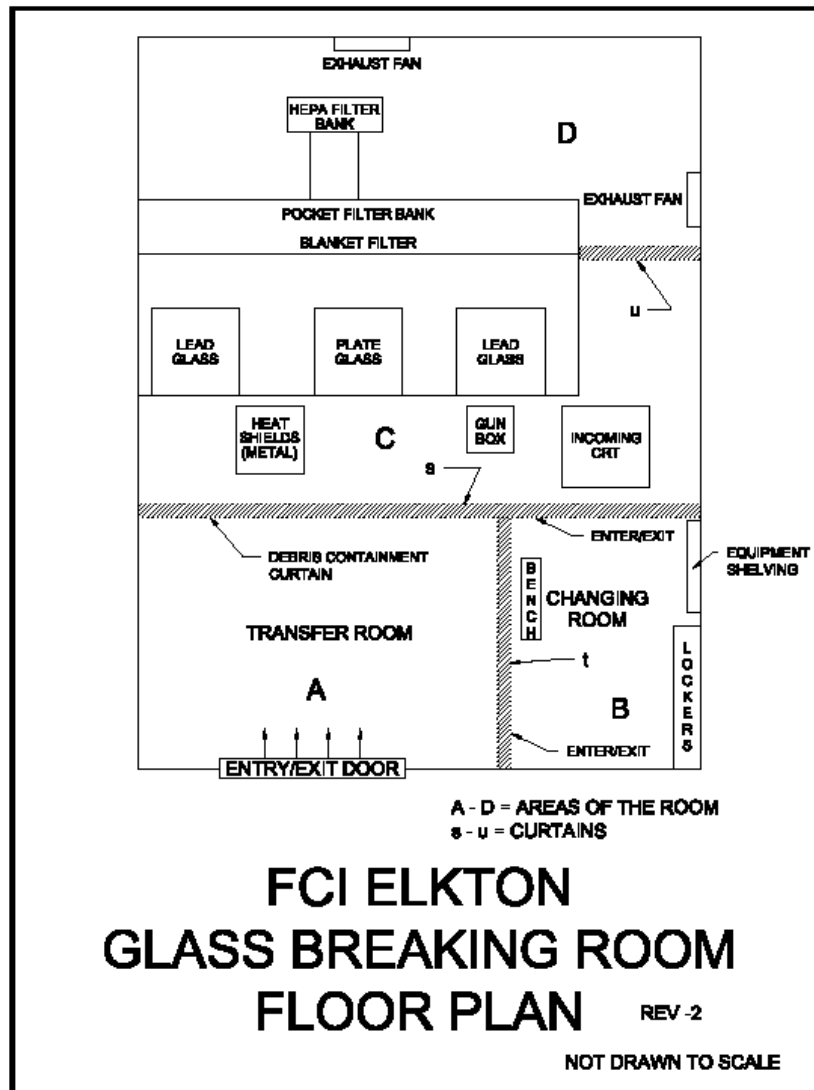 EXHAUST FAN
HEPA FILTER
BANK
D
EXHAUST FAN
POCKET FILTER BANK
BLANKET FILTER
u
LEAD
GLASS
PLATE
GLASS
LEAD
GLASS
HEAT
SHIELDS
(METAL)
C
GUN
BOX
INCOMING
CRT
s
DEBRIS CONTAINMENT
CURTAIN
ENTER/EXIT
EQUIPMENT
SHELVING
BENCH
CHANGING
ROOM
TRANSFER ROOM
LOCKERS
t
A
B
ENTER/EXIT
ENTRY/EXIT DOOR
A - D = AREAS OF THE ROOM
s - u = CURTAINS
FCI ELKTON
GLASS BREAKING ROOM
FLOOR PLAN
REV -2
NOT DRAWN TO SCALE